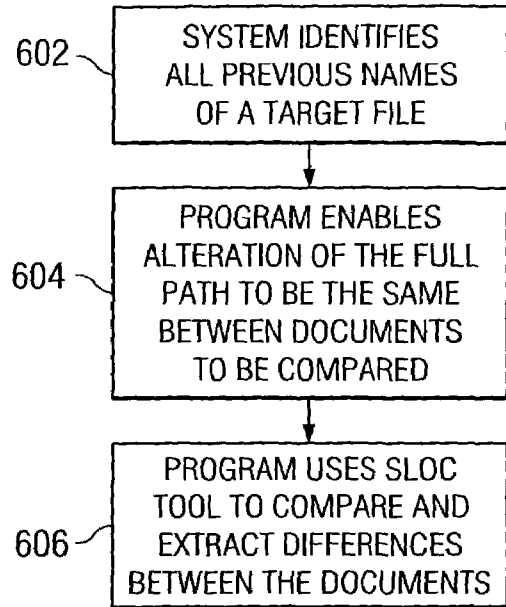 602
SYSTEM IDENTIFIES
ALL PREVIOUS NAMES
OF A TARGET FILE
604
PROGRAM ENABLES
ALTERATION OF THE FULL
PATH TO BE THE SAME
BETWEEN DOCUMENTS
TO BE COMPARED
606
PROGRAM USES SLOC
TOOL TO COMPARE AND
EXTRACT DIFFERENCES
BETWEEN THE DOCUMENTS